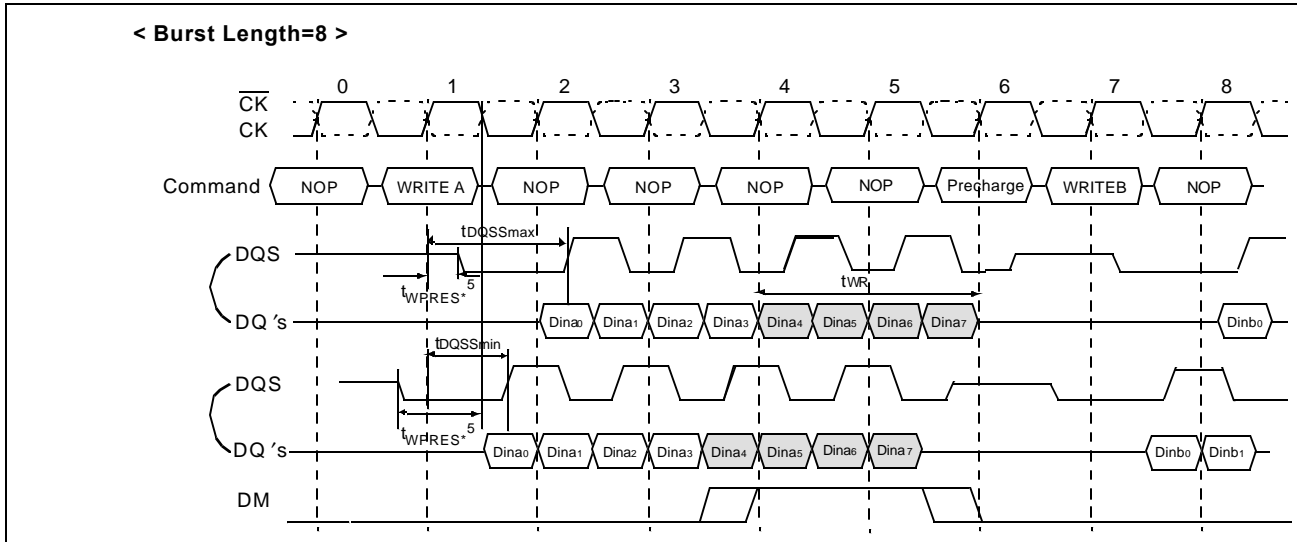 < Burst Length=8 >
0 1 2 3 4 5 6 7 8
CK
CK
Command NOP WRITE A NOP NOP NOP NOP Precharge WRITEB NOP
tDQSSmax
DQS
tWPRES*5
tWR
DQ's Dina0 Dina1 Dina2 Dina3 Dina4 Dina5 Dina6 Dina7 Dinb0
tDQSSmin
DQS
tWPRES*5
DQ's Dina0 Dina1 Dina2 Dina3 Dina4 Dina5 Dina6 Dina7 Dinb0 Dinb1
DM